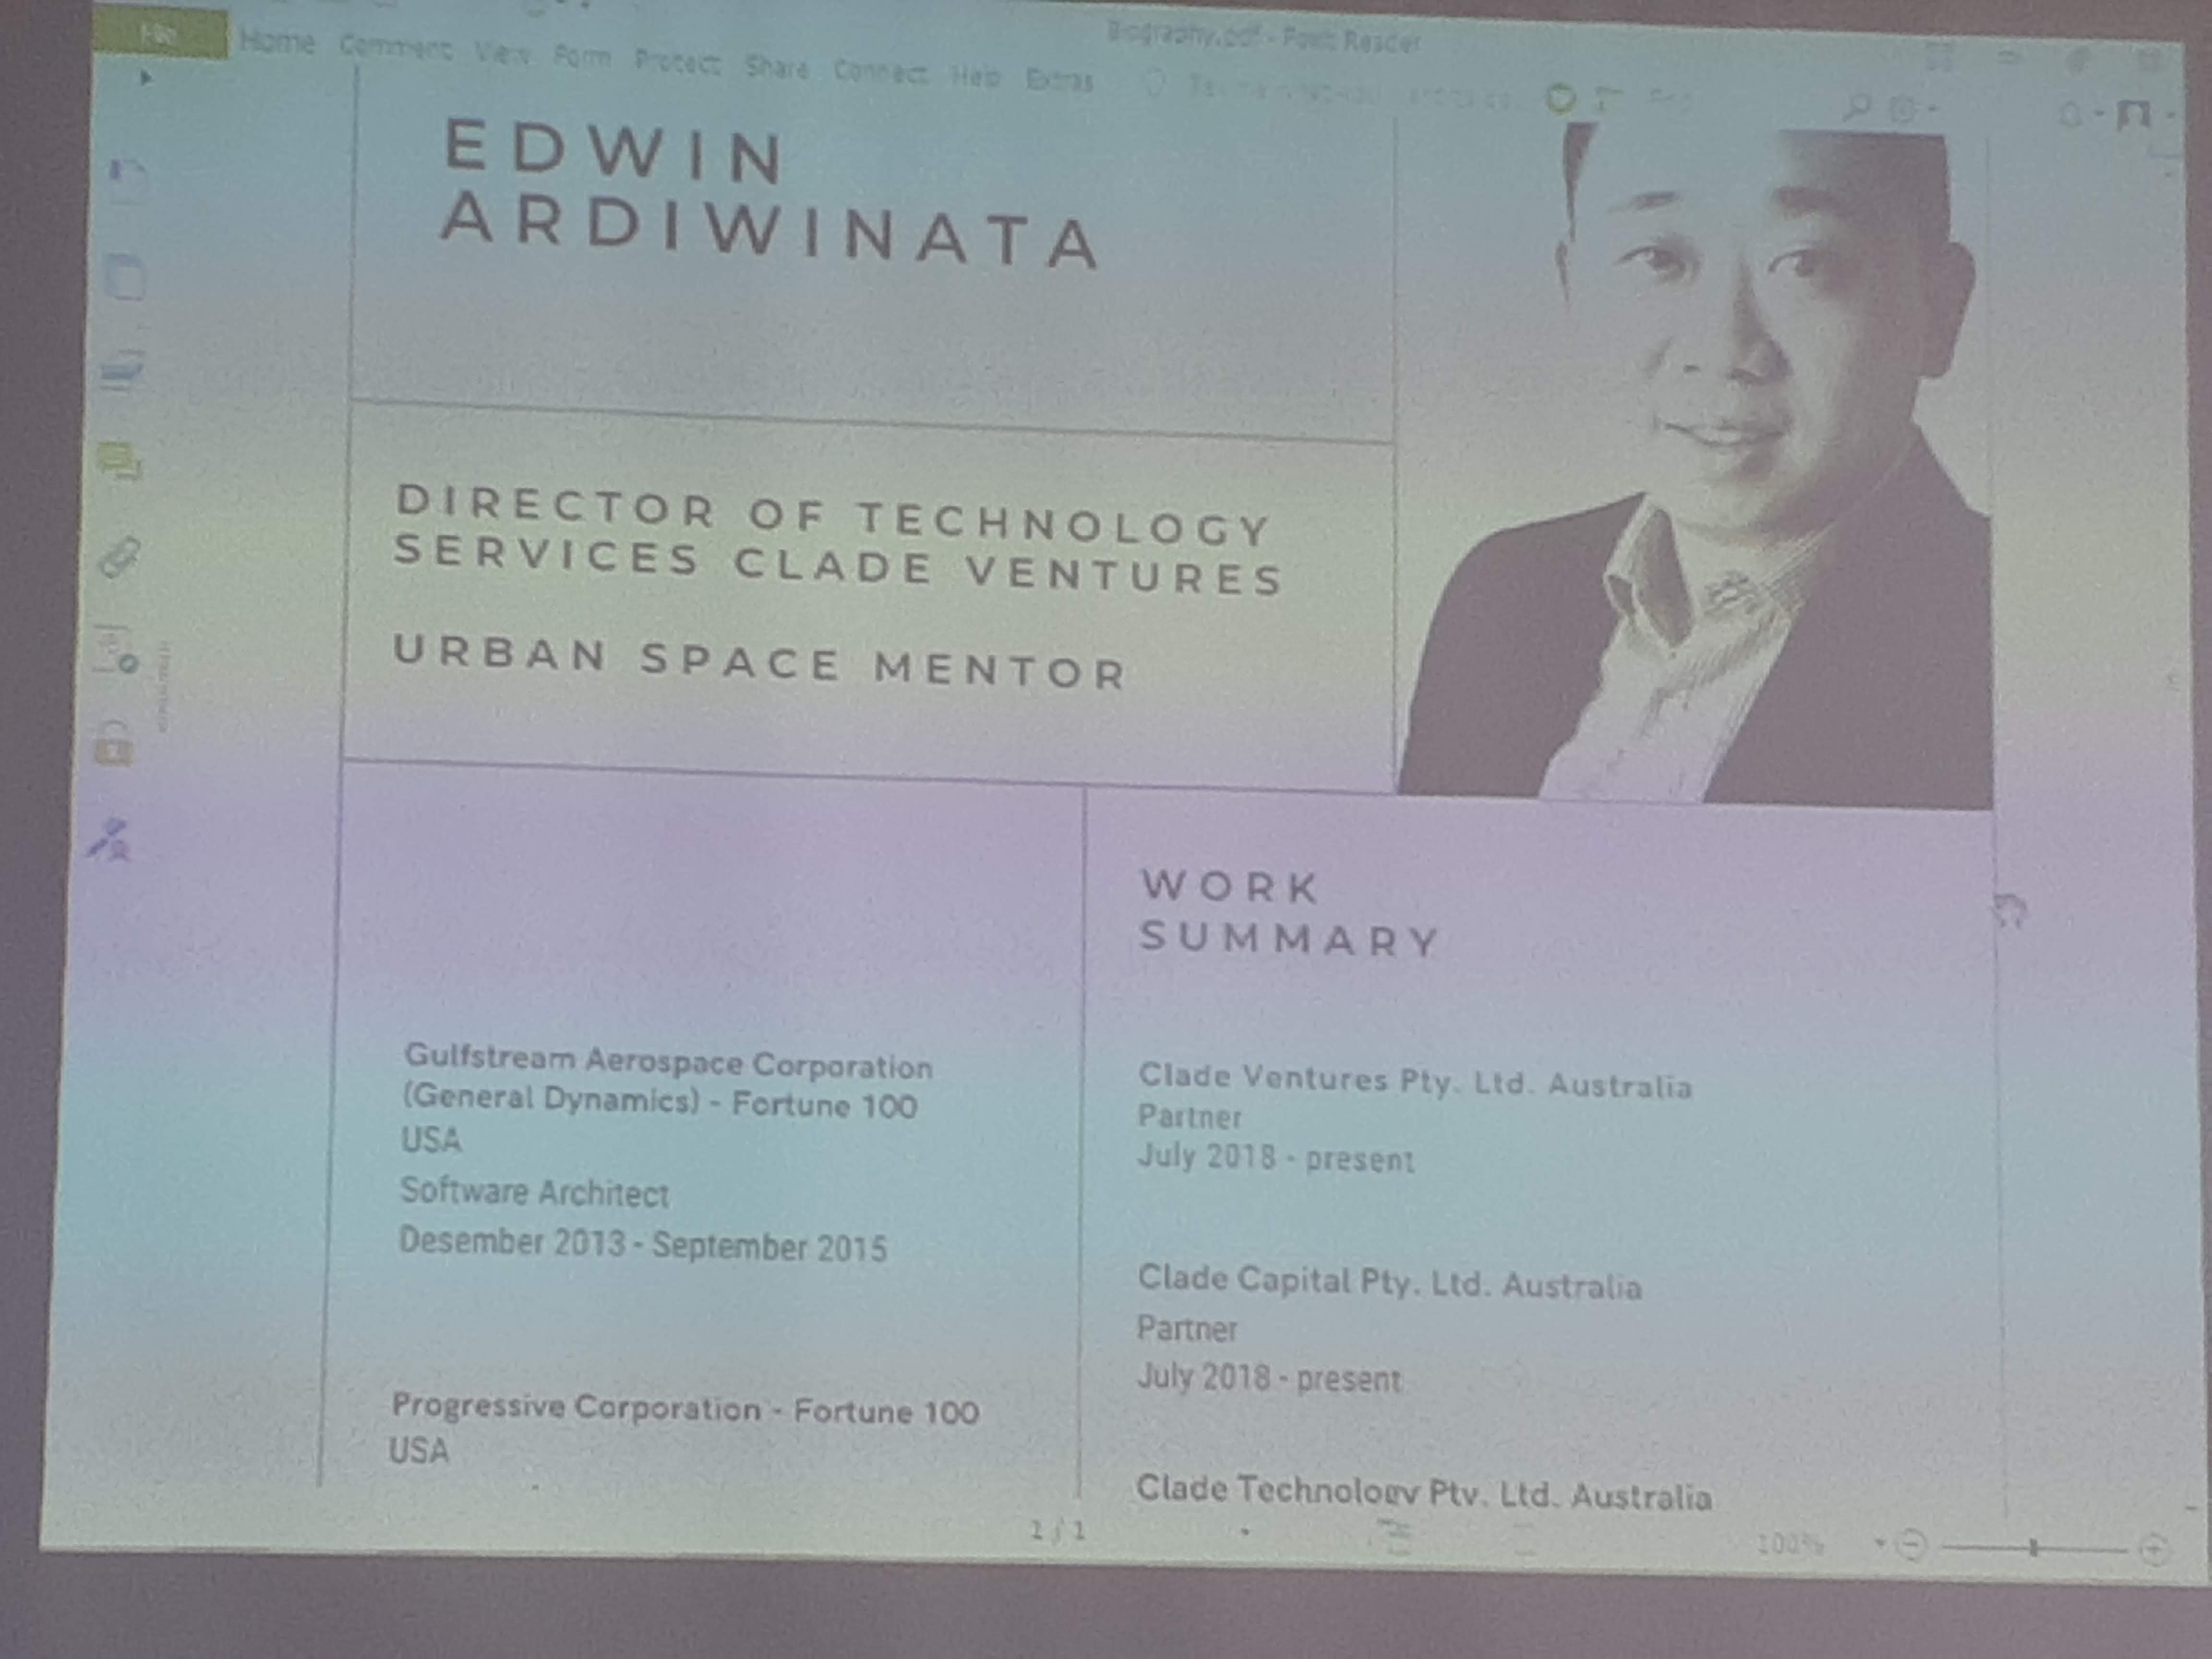 File Home Comment View Form Protect Share Connect Help Extras
Biography.pdf - Foxit Reader
EDWIN
ARDIWINATA
DIRECTOR OF TECHNOLOGY
SERVICES CLADE VENTURES
URBAN SPACE MENTOR
Gulfstream Aerospace Corporation
(General Dynamics) - Fortune 100
USA
Software Architect
Desember 2013 - September 2015
Progressive Corporation - Fortune 100
USA
WORK
SUMMARY
Clade Ventures Pty. Ltd. Australia
Partner
July 2018 - present
Clade Capital Pty. Ltd. Australia
Partner
July 2018 - present
Clade Technology Pty. Ltd. Australia
1 / 1
100%